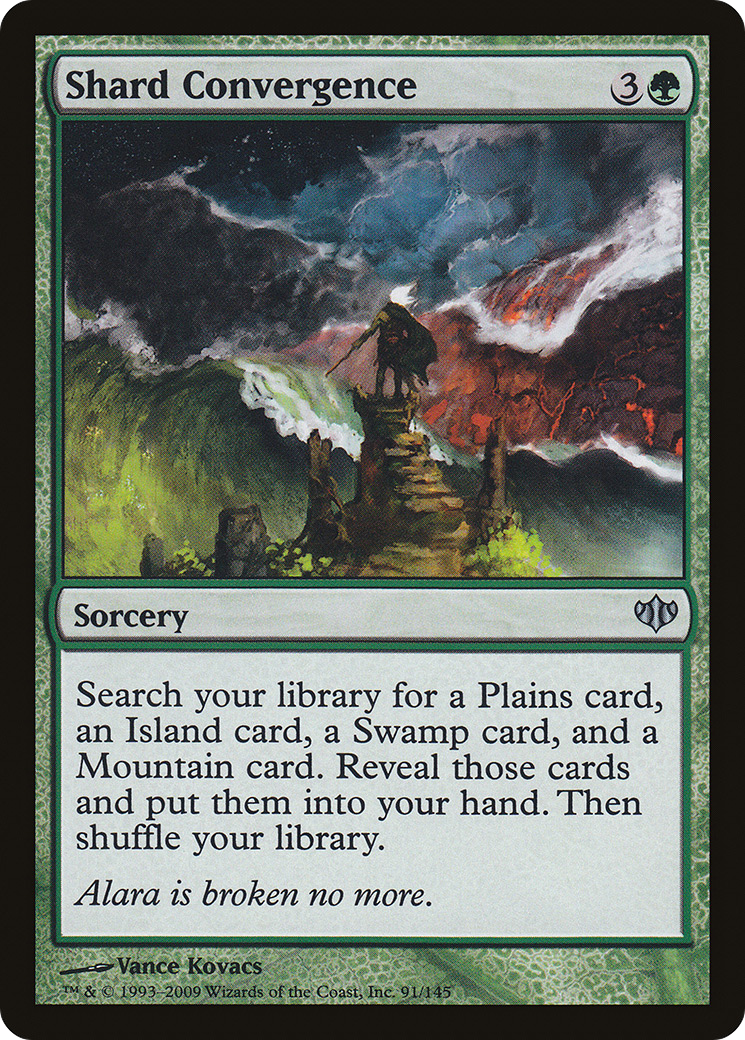 Shard Convergence
3
Sorcery
Search your library for a Plains card,
an Island card, a Swamp card, and a
Mountain card. Reveal those cards
and put them into your hand. Then
shuffle your library.
Alara is broken no more.
Vance Kovacs
™ & © 1993–2009 Wizards of the Coast, Inc. 91/145